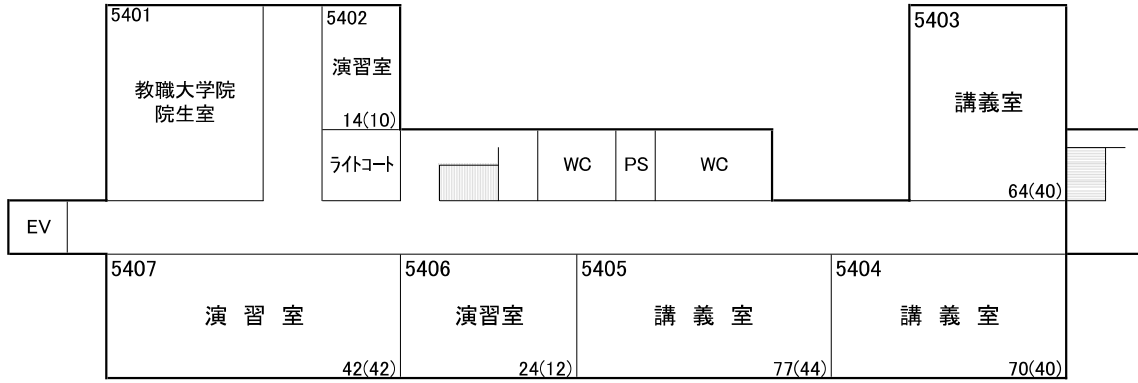 5401
教職大学院
院生室
5402
演習室
14(10)
5403
講義室
64(40)
ライトコート
WC
PS
WC
EV
5407
演習室
42(42)
5406
演習室
24(12)
5405
講義室
77(44)
5404
講義室
70(40)